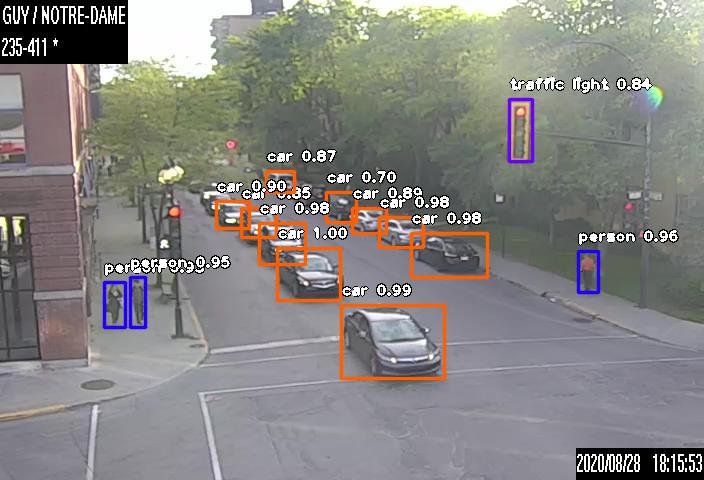 GUY / NOTRE-DAME
235-411 *
traffic light 0.84
car 0.87
car 0.70
car 0.90
car 0.85
car 0.89
car 0.98
car 0.98
car 0.98
car 1.00
person 0.96
person 0.95
car 0.99
2020/08/28 18:15:53